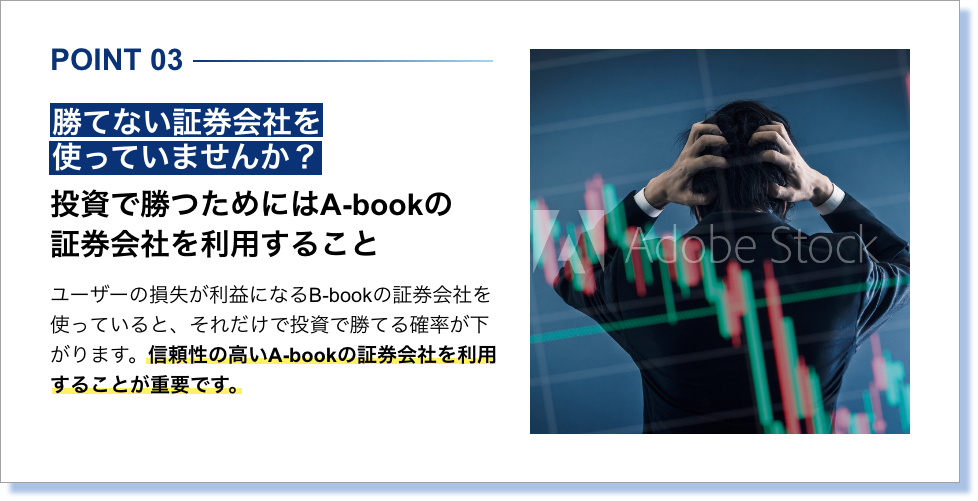 POINT 03
勝てない証券会社を
使っていませんか？
投資で勝つためにはA-bookの
証券会社を利用すること
ユーザーの損失が利益になるB-bookの証券会社を
使っていると、それだけで投資で勝てる確率が下
がります。信頼性の高いA-bookの証券会社を利用
することが重要です。
Adobe Stock